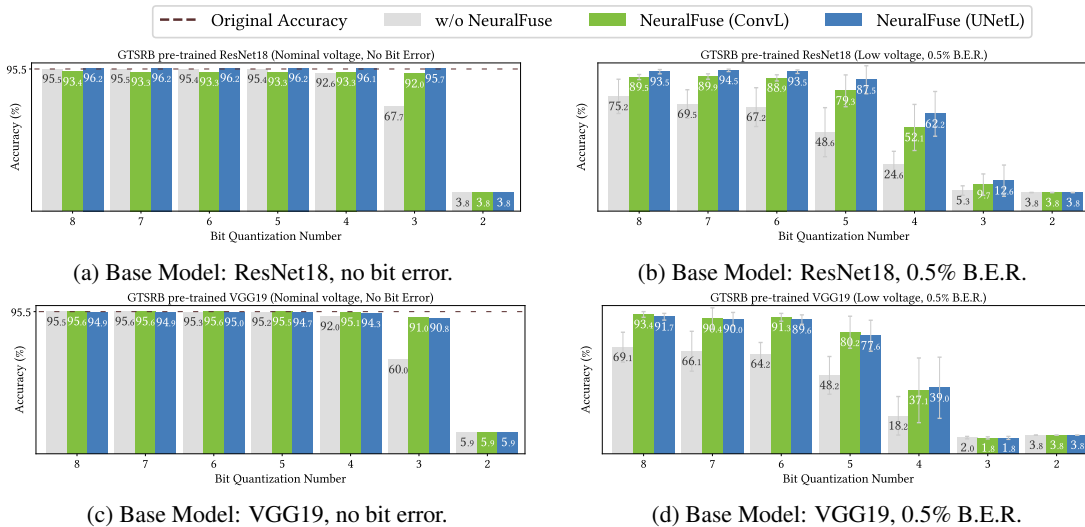 Original Accuracy w/o NeuralFuse NeuralFuse (ConvL) NeuralFuse (UNetL)
GTSRB pre-trained ResNet18 (Nominal voltage, No Bit Error)
95.5
Accuracy (%)
95.5 93.4 96.2 95.5 93.3 96.2 95.4 93.3 96.2 95.4 93.3 96.2 92.6 93.3 96.1 67.7 92.0 95.7 3.8 3.8 3.8
8 7 6 5 4 3 2
Bit Quantization Number
(a) Base Model: ResNet18, no bit error.
GTSRB pre-trained ResNet18 (Low voltage, 0.5% B.E.R.)
Accuracy (%)
75.2 89.5 93.5 69.5 89.9 94.5 67.2 88.9 93.5 48.6 79.3 87.5 24.6 52.1 62.2 5.3 9.7 12.6 3.8 3.8 3.8
8 7 6 5 4 3 2
Bit Quantization Number
(b) Base Model: ResNet18, 0.5% B.E.R.
GTSRB pre-trained VGG19 (Nominal voltage, No Bit Error)
95.5
Accuracy (%)
95.5 95.6 94.9 95.6 95.6 94.9 95.3 95.6 95.0 95.2 95.5 94.7 92.0 95.1 94.3 60.0 91.0 90.8 5.9 5.9 5.9
8 7 6 5 4 3 2
Bit Quantization Number
(c) Base Model: VGG19, no bit error.
GTSRB pre-trained VGG19 (Low voltage, 0.5% B.E.R.)
Accuracy (%)
69.1 93.4 91.7 66.1 90.4 90.0 64.2 91.3 89.6 48.2 80.2 77.6 18.2 37.1 39.0 2.0 1.8 1.8 3.8 3.8 3.8
8 7 6 5 4 3 2
Bit Quantization Number
(d) Base Model: VGG19, 0.5% B.E.R.